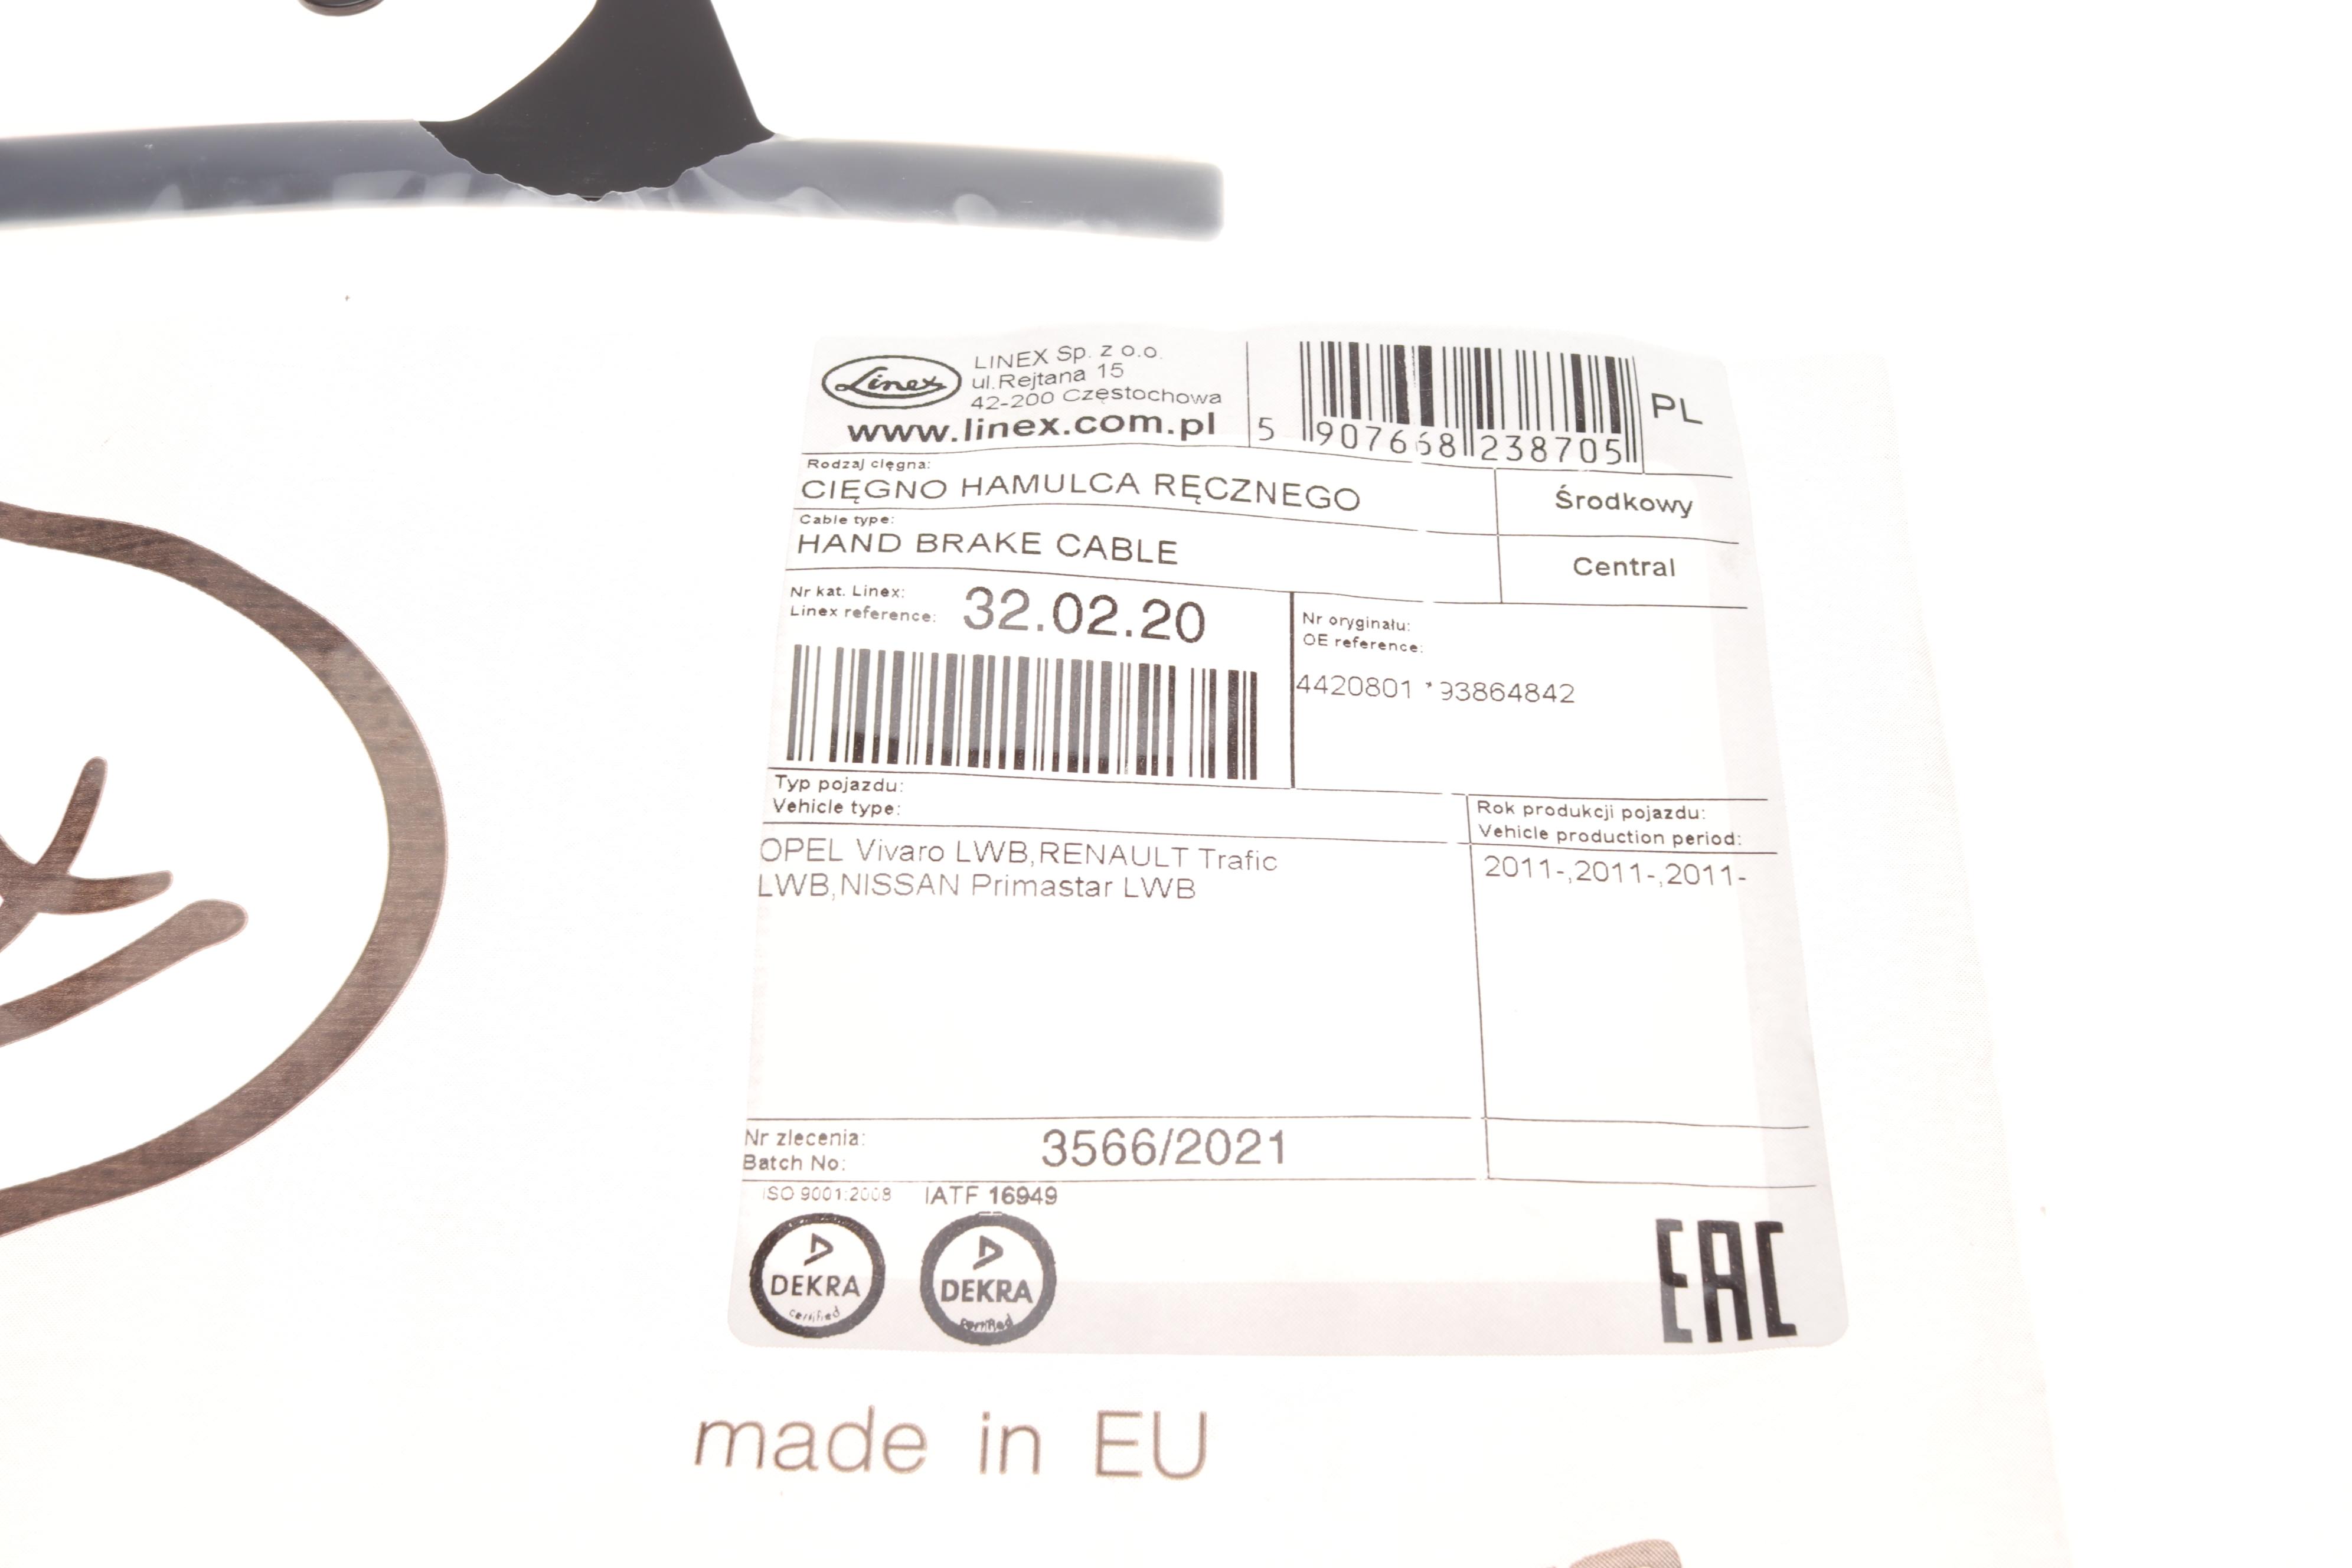 Linex
LINEX Sp. z o.o.
ul.Rejtana 15
42-200 Częstochowa
www.linex.com.pl
5 907668 238705
PL
Rodzaj cięgna:
CIĘGNO HAMULCA RĘCZNEGO
Środkowy
Cable type:
HAND BRAKE CABLE
Central
Nr kat. Linex:
Linex reference:
32.02.20
Nr oryginału:
OE reference:
4420801 * 93864842
Typ pojazdu:
Vehicle type:
Rok produkcji pojazdu:
Vehicle production period:
OPEL Vivaro LWB,RENAULT Trafic
LWB,NISSAN Primastar LWB
2011-,2011-,2011-
Nr zlecenia:
Batch No:
3566/2021
ISO 9001:2008
IATF 16949
DEKRA
certified
DEKRA
certified
EAC
made in EU